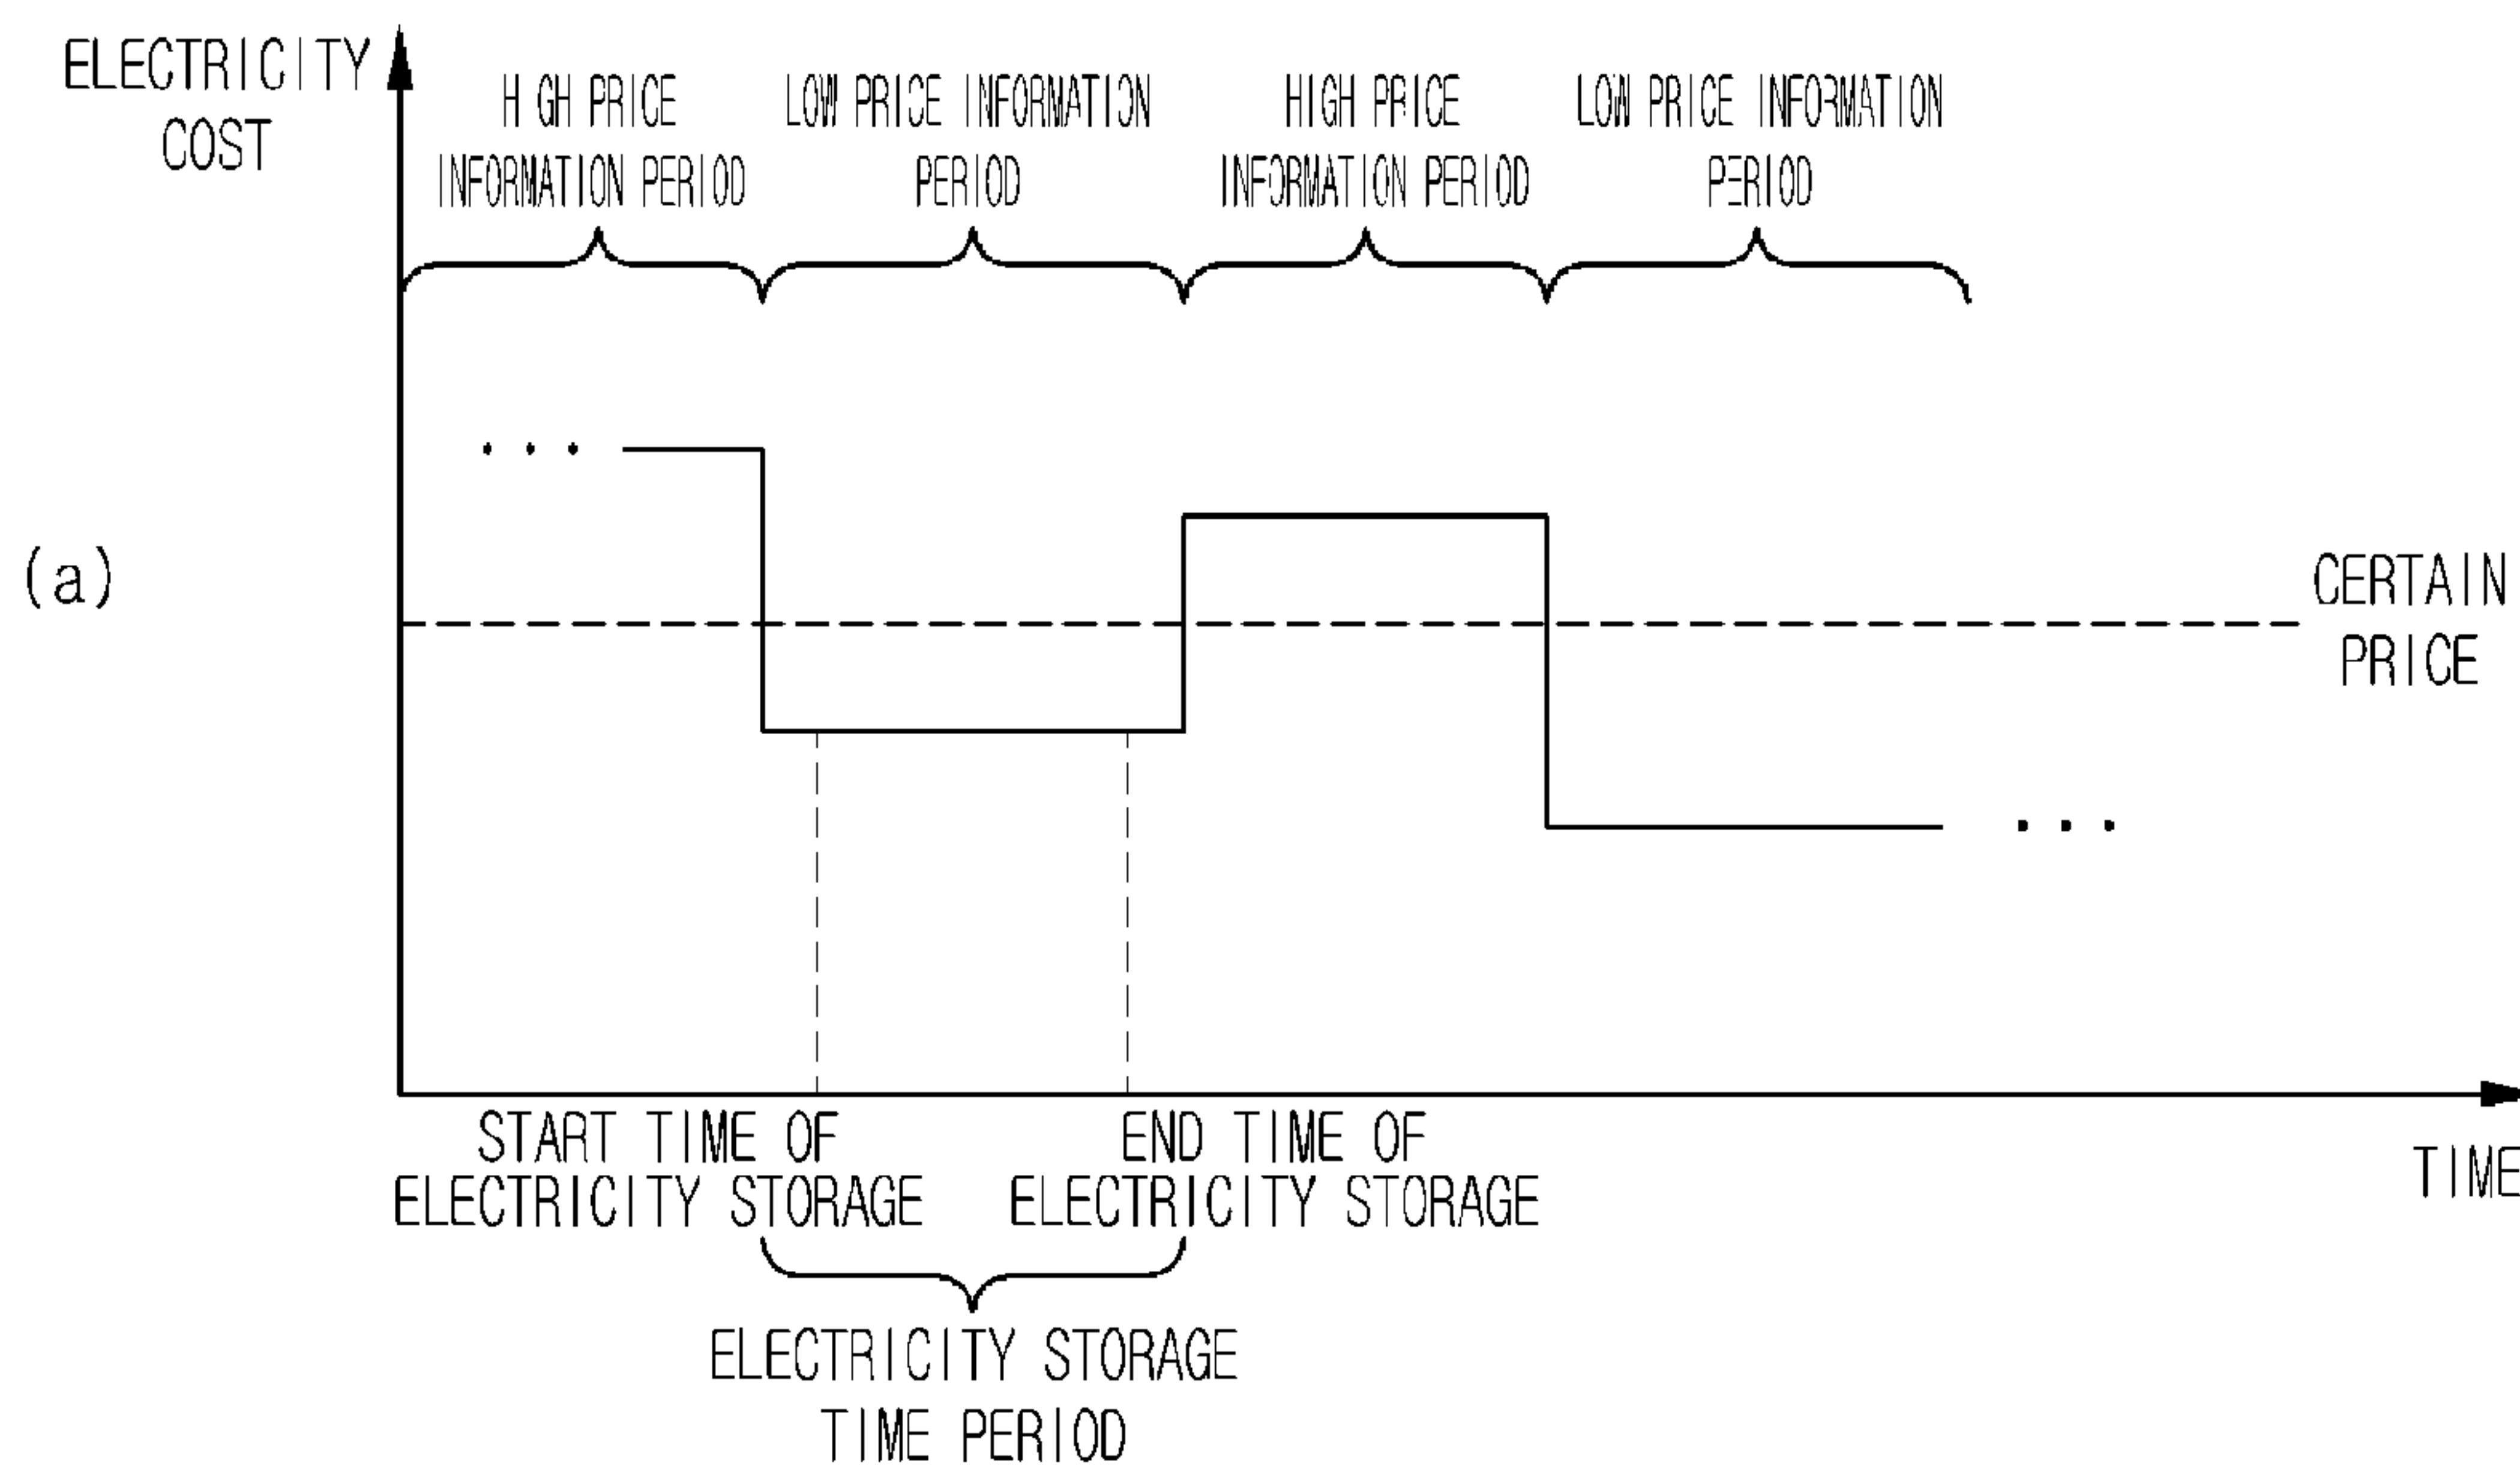 ELECTRICITY
COST
HIGH PRICE
INFORMATION PERIOD
LOW PRICE INFORMATION
PERIOD
HIGH PRICE
INFORMATION PERIOD
LOW PRICE INFORMATION
PERIOD
(a)
CERTAIN
PRICE
START TIME OF
ELECTRICITY STORAGE
END TIME OF
ELECTRICITY STORAGE
TIME
ELECTRICITY STORAGE
TIME PERIOD